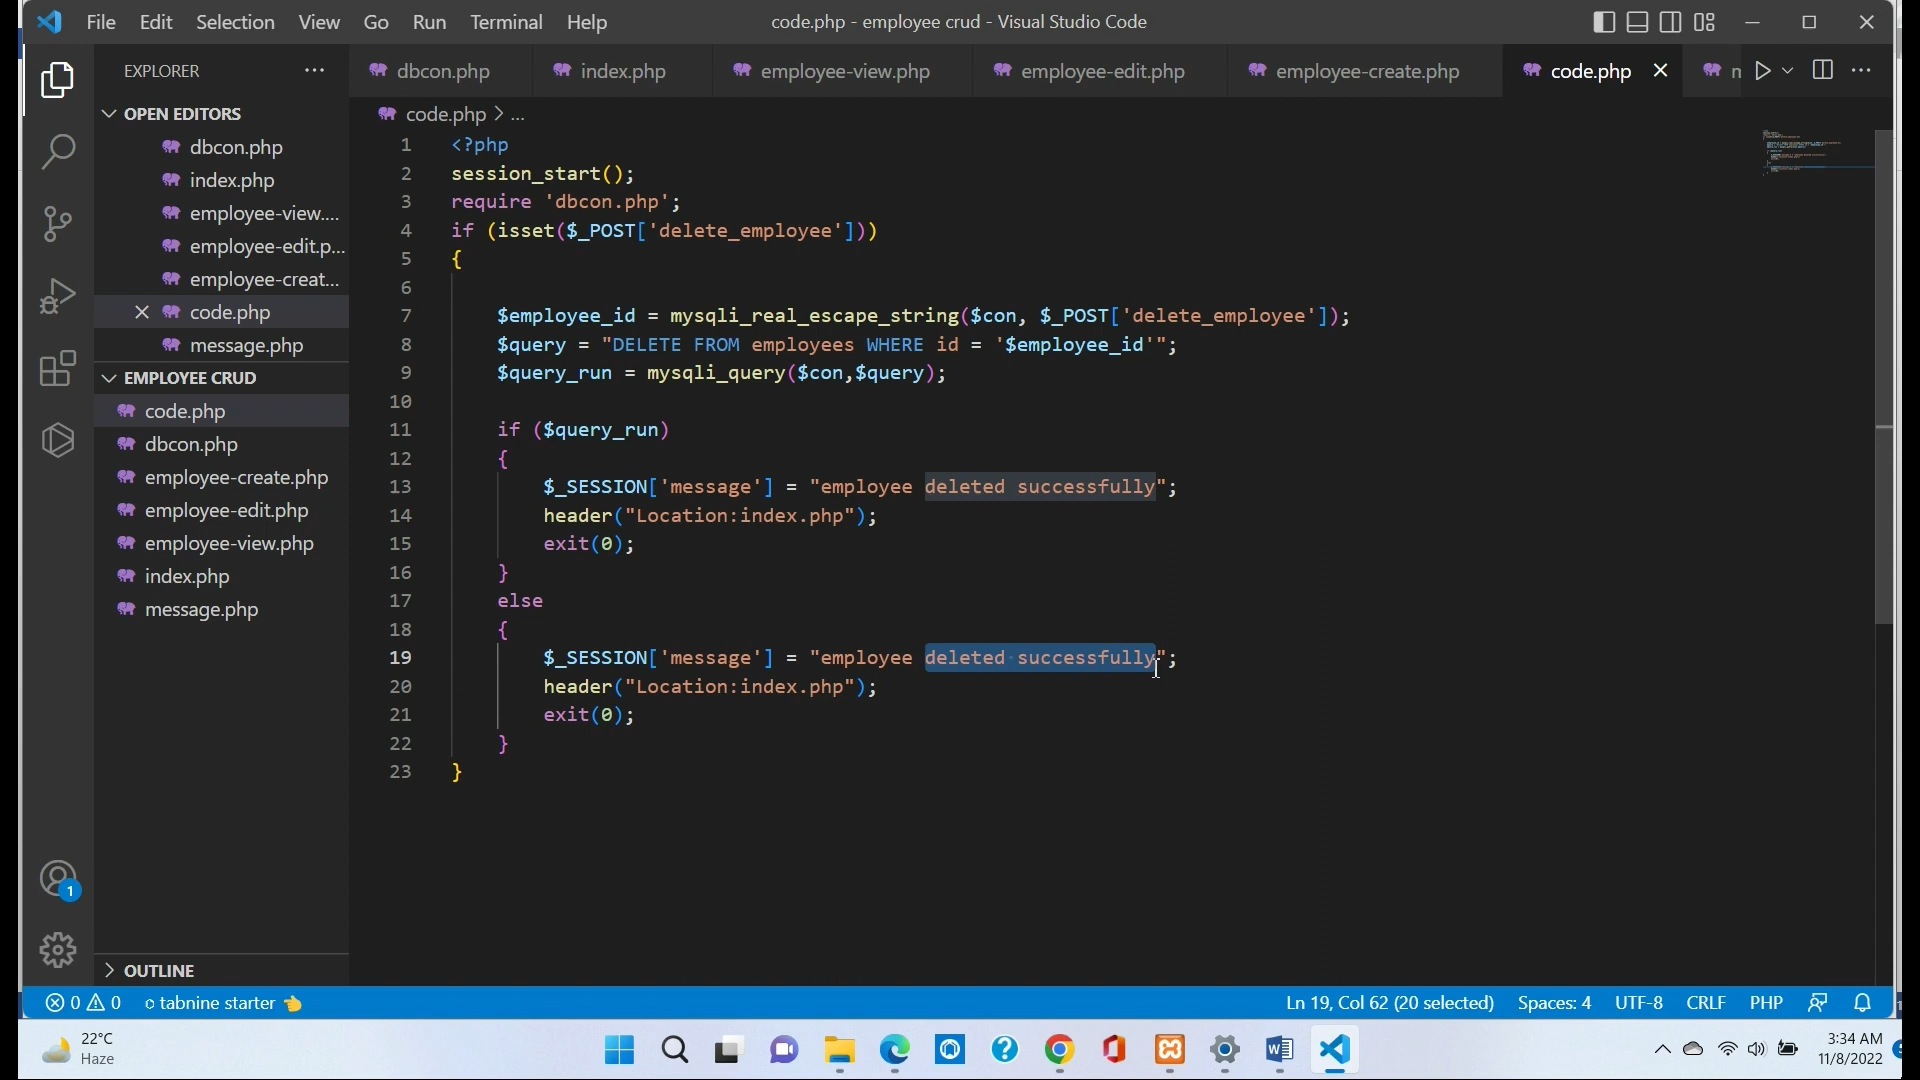 File Edit Selection View Go Run Terminal Help
code.php - employee crud - Visual Studio Code
EXPLORER
dbcon.php
index.php
employee-view.php
employee-edit.php
employee-create.php
code.php
OPEN EDITORS
dbcon.php
index.php
employee-view....
employee-edit.p...
employee-creat...
code.php
message.php
EMPLOYEE CRUD
code.php
dbcon.php
employee-create.php
employee-edit.php
employee-view.php
index.php
message.php
OUTLINE
code.php > ...
1 <?php
2 session_start();
3 require 'dbcon.php';
4 if (isset($_POST['delete_employee']))
5 {
6
7 $employee_id = mysqli_real_escape_string($con, $_POST['delete_employee']);
8 $query = "DELETE FROM employees WHERE id = '$employee_id'";
9 $query_run = mysqli_query($con,$query);
10
11 if ($query_run)
12 {
13 $_SESSION['message'] = "employee deleted successfully";
14 header("Location:index.php");
15 exit(0);
16 }
17 else
18 {
19 $_SESSION['message'] = "employee deleted successfully";
20 header("Location:index.php");
21 exit(0);
22 }
23 }
1
0 0 tabnine starter
Ln 19, Col 62 (20 selected) Spaces: 4 UTF-8 CRLF PHP
22°C
Haze
3:34 AM
11/8/2022